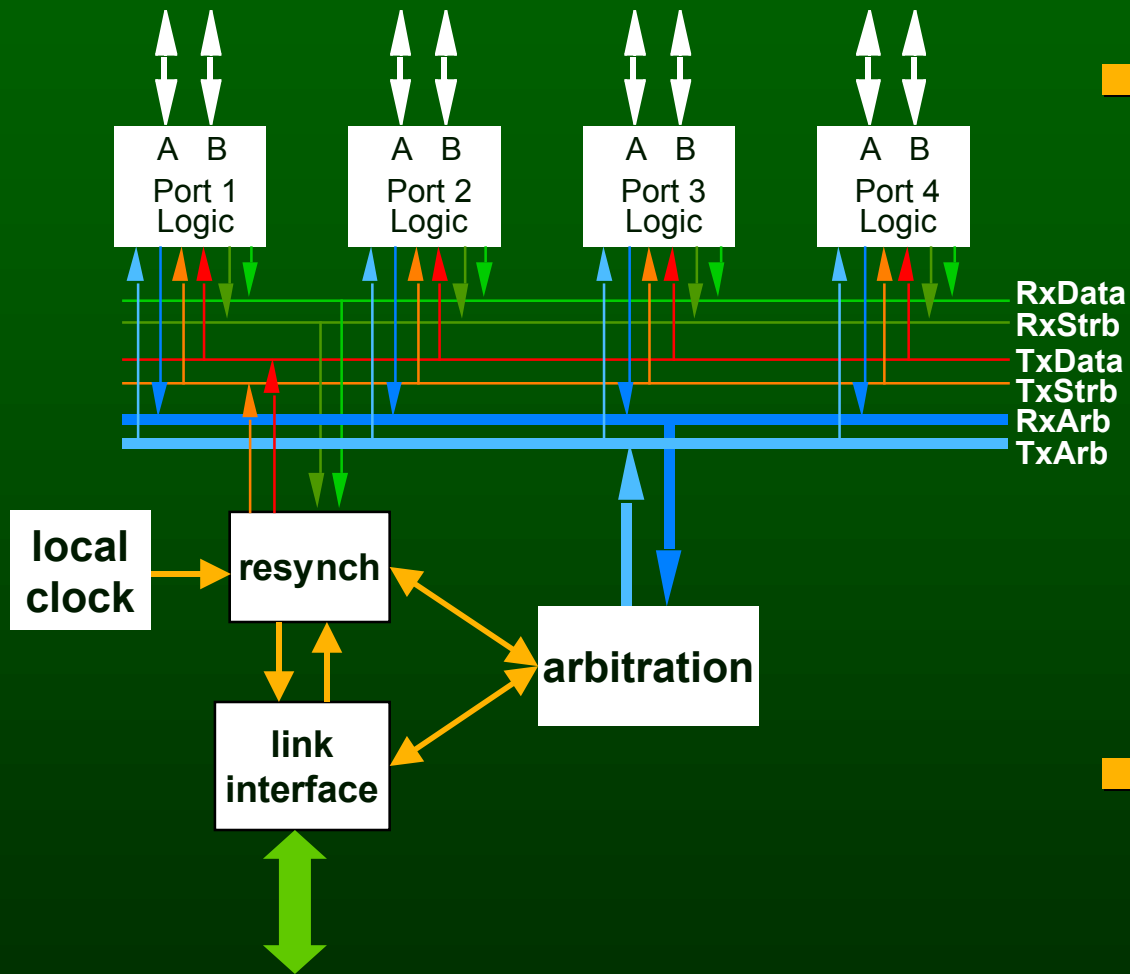 A B
Port 1
Logic
A B
Port 2
Logic
A B
Port 3
Logic
A B
Port 4
Logic
RxData
RxStrb
TxData
TxStrb
RxArb
TxArb
local
clock
resynch
arbitration
link
interface